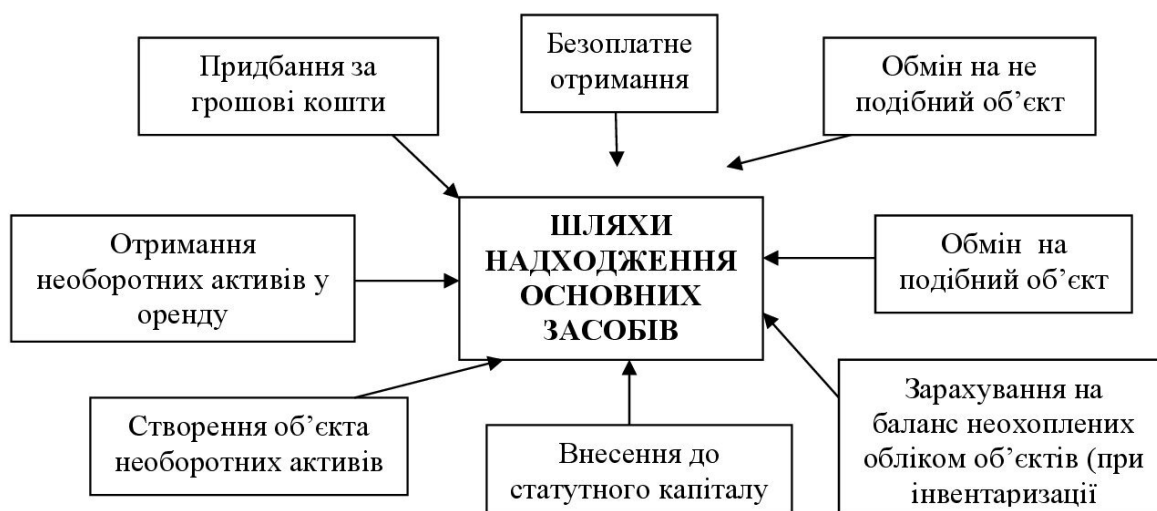 Придбання за
грошові кошти
Безоплатне
отримання
Обмін на не
подібний об’єкт
Отримання
необоротних активів у
оренду
ШЛЯХИ
НАДХОДЖЕННЯ
ОСНОВНИХ
ЗАСОБІВ
Обмін на
подібний об’єкт
Створення об’єкта
необоротних активів
Внесення до
статутного капіталу
Зарахування на
баланс неохоплених
обліком об’єктів (при
інвентаризації